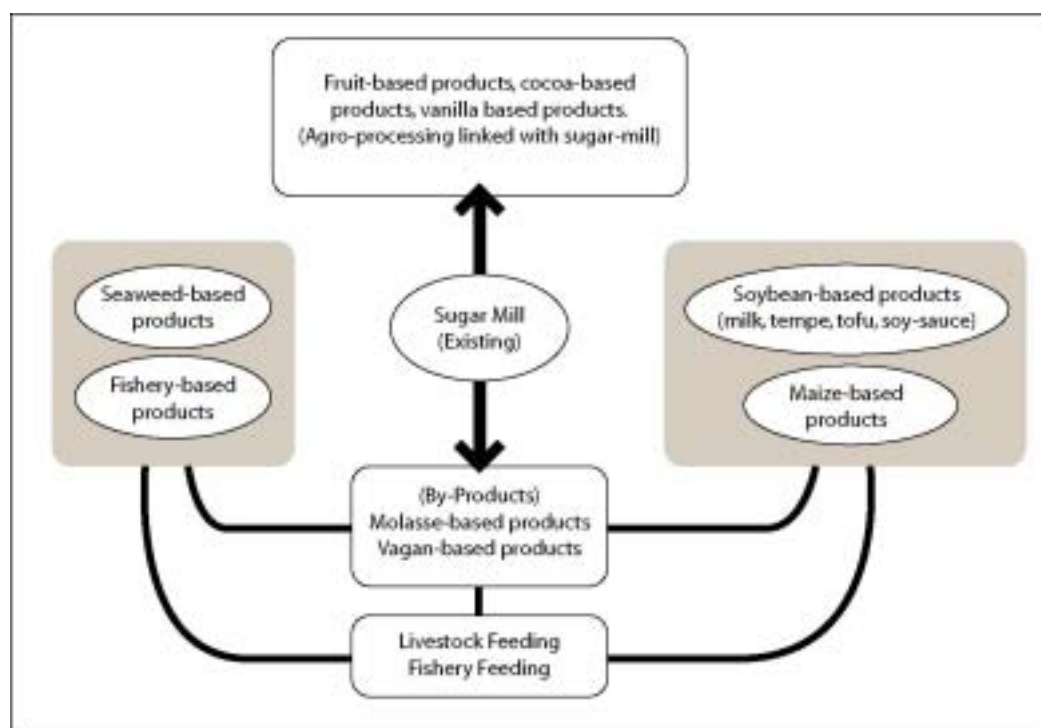 Fruit-based products, cocoa-based
products, vanilla based products.
(Agro-processing linked with sugar-mill)
Seaweed-based
products
Fishery-based
products
Sugar Mill
(Existing)
Soybean-based products
(milk, tempe, tofu, soy-sauce)
Maize-based
products
(By-Products)
Molasse-based products
Vagan-based products
Livestock Feeding
Fishery Feeding